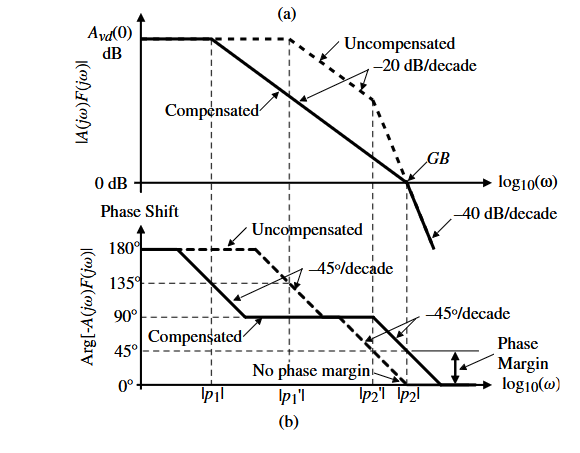 (a)
Avd(0)
dB
Uncompensated
–20 dB/decade
|A(jω)F(jω)|
Compensated
GB
0 dB
log10(ω)
Phase Shift
–40 dB/decade
Uncompensated
180°
–45°/decade
135°
Arg[-A(jω)F(jω)|
90°
–45°/decade
Compensated
45°
Phase
Margin
No phase margin
0°
log10(ω)
|p1| |p1'| |p2'| |p2|
(b)